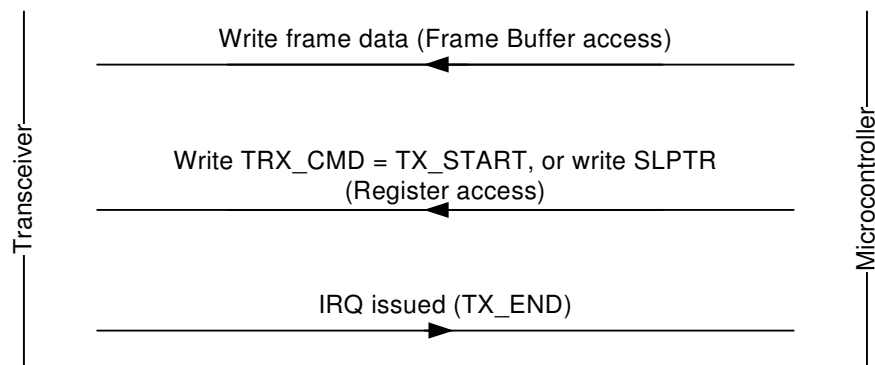 Write frame data (Frame Buffer access)
Transceiver
Write TRX_CMD = TX_START, or write SLPTR
(Register access)
Microcontroller
IRQ issued (TX_END)